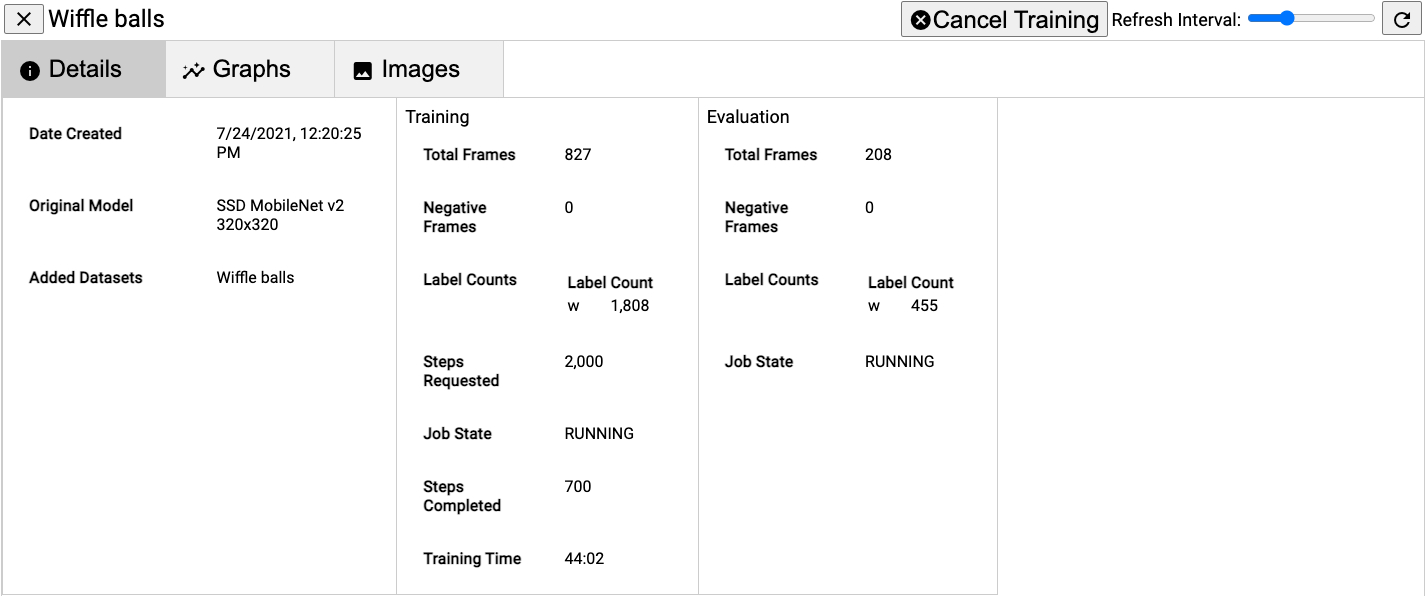 Wiffle balls
Cancel Training
Refresh Interval:
Details
Graphs
Images
Date Created 7/24/2021, 12:20:25
PM
Original Model SSD MobileNet v2
320x320
Added Datasets Wiffle balls
Training
Total Frames 827
Negative 0
Frames
Label Counts Label Count
w 1,808
Steps 2,000
Requested
Job State RUNNING
Steps 700
Completed
Training Time 44:02
Evaluation
Total Frames 208
Negative 0
Frames
Label Counts Label Count
w 455
Job State RUNNING